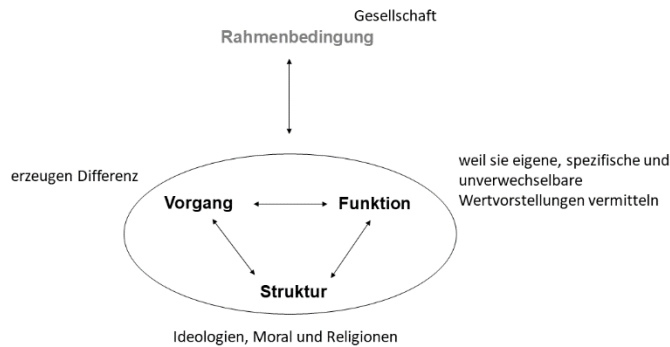 Gesellschaft
Rahmenbedingung
erzeugen Differenz
weil sie eigene, spezifische und
unverwechselbare
Wertvorstellungen vermitteln
Vorgang
Funktion
Struktur
Ideologien, Moral und Religionen